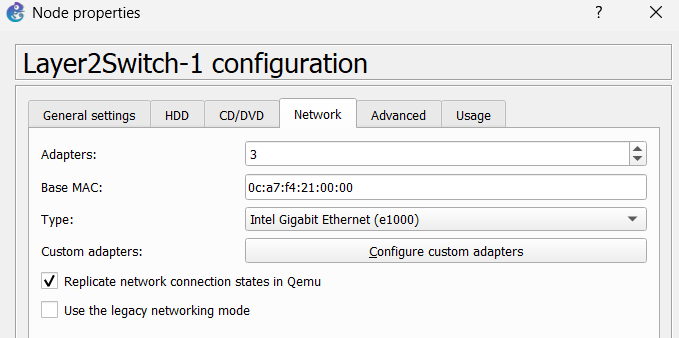 Node properties
Layer2Switch-1 configuration
General settings HDD CD/DVD Network Advanced Usage
Adapters: 3
Base MAC: 0c:a7:f4:21:00:00
Type: Intel Gigabit Ethernet (e1000)
Custom adapters: Configure custom adapters
Replicate network connection states in Qemu
Use the legacy networking mode